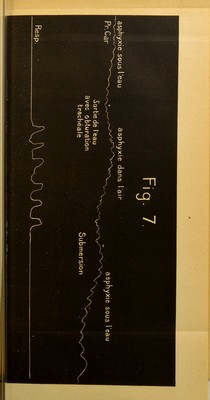 Fig. 7.
asphyxie sous l'eau
asphyxie dans l'air
asphyxie sous l'eau
Pr. Car
Sortie de l'eau
avec obturation
trachéale
Submersion
Resp.